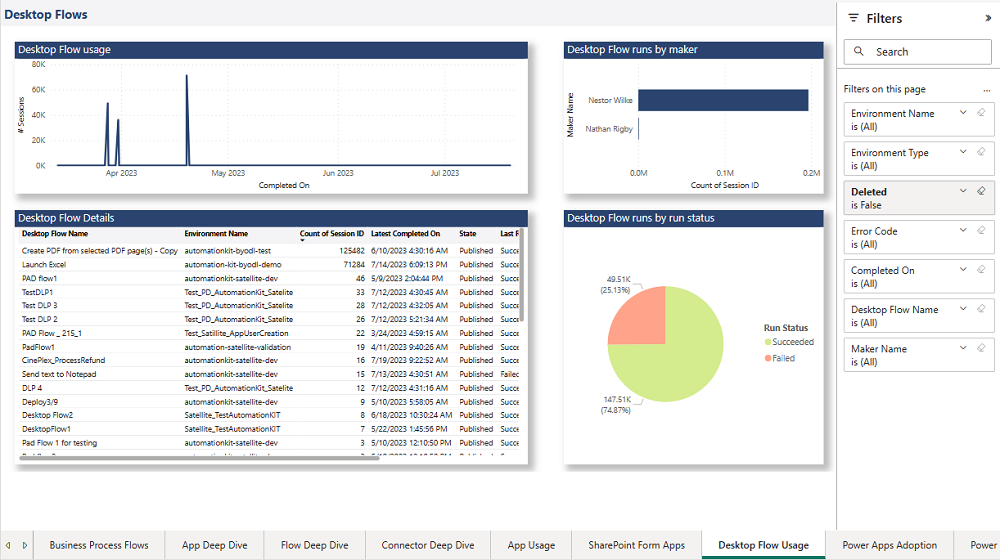 Desktop Flows
Desktop Flow usage
80K
60K
40K
20K
0K
# Sessions
Apr 2023 May 2023 Jun 2023 Jul 2023
Completed On
Desktop Flow runs by maker
Maker Name
Nestor Wilke
Nathan Rigby
0.0M 0.1M 0.2M
Count of Session ID
Desktop Flow Details
Desktop Flow Name Environment Name Count of Session ID Latest Completed On State Last R
Create PDF from selected PDF page(s) - Copy automationkit-byodl-test 125482 6/10/2023 4:30:16 AM Published Succe
Launch Excel automation-kit-byodl-demo 71284 7/14/2023 6:09:13 PM Published Succe
PAD flow1 automationkit-satellite-dev 46 5/9/2023 2:04:44 PM Published Succe
TestDLP1 Test_PD_AutomationKit_Satelite 33 7/12/2023 4:30:45 AM Published Succe
Test DLP 3 Test_PD_AutomationKit_Satelite 28 7/12/2023 4:32:05 AM Published Succe
Test DLP 2 Test_PD_AutomationKit_Satelite 26 7/12/2023 5:21:34 AM Published Succe
PAD Flow _ 215_1 Test_Satillite_AppUserCreation 22 3/24/2023 4:59:15 AM Published Succe
PadFlow1 automation-satellite-validation 19 4/11/2023 9:40:26 AM Published Succe
CinePlex_ProcessRefund automationkit-satellite-dev 16 7/19/2023 9:22:52 AM Published Succe
Send text to Notepad automationkit-satellite-dev 15 7/13/2023 4:30:51 AM Published Failed
DLP 4 Test_PD_AutomationKit_Satelite 12 7/12/2023 4:31:16 AM Published Succe
Deploy3/9 automationkit-satellite-dev 9 5/10/2023 5:58:05 AM Published Succe
Desktop Flow2 Satellite_TestAutomationKIT 8 6/18/2023 10:30:24 AM Published Succe
DesktopFlow1 Satellite_TestAutomationKIT 7 5/22/2023 1:45:56 PM Published Succe
Pad Flow 1 for testing automationkit-satellite-dev 3 5/10/2023 12:10:50 PM Published Succe
Desktop Flow runs by run status
49.51K
(25.13%)
147.51K
(74.87%)
Run Status
Succeeded
Failed
Filters
Search
Filters on this page
...
Environment Name
is (All)
Environment Type
is (All)
Deleted
is False
Error Code
is (All)
Completed On
is (All)
Desktop Flow Name
is (All)
Maker Name
is (All)
Business Process Flows App Deep Dive Flow Deep Dive Connector Deep Dive App Usage SharePoint Form Apps Desktop Flow Usage Power Apps Adoption Power